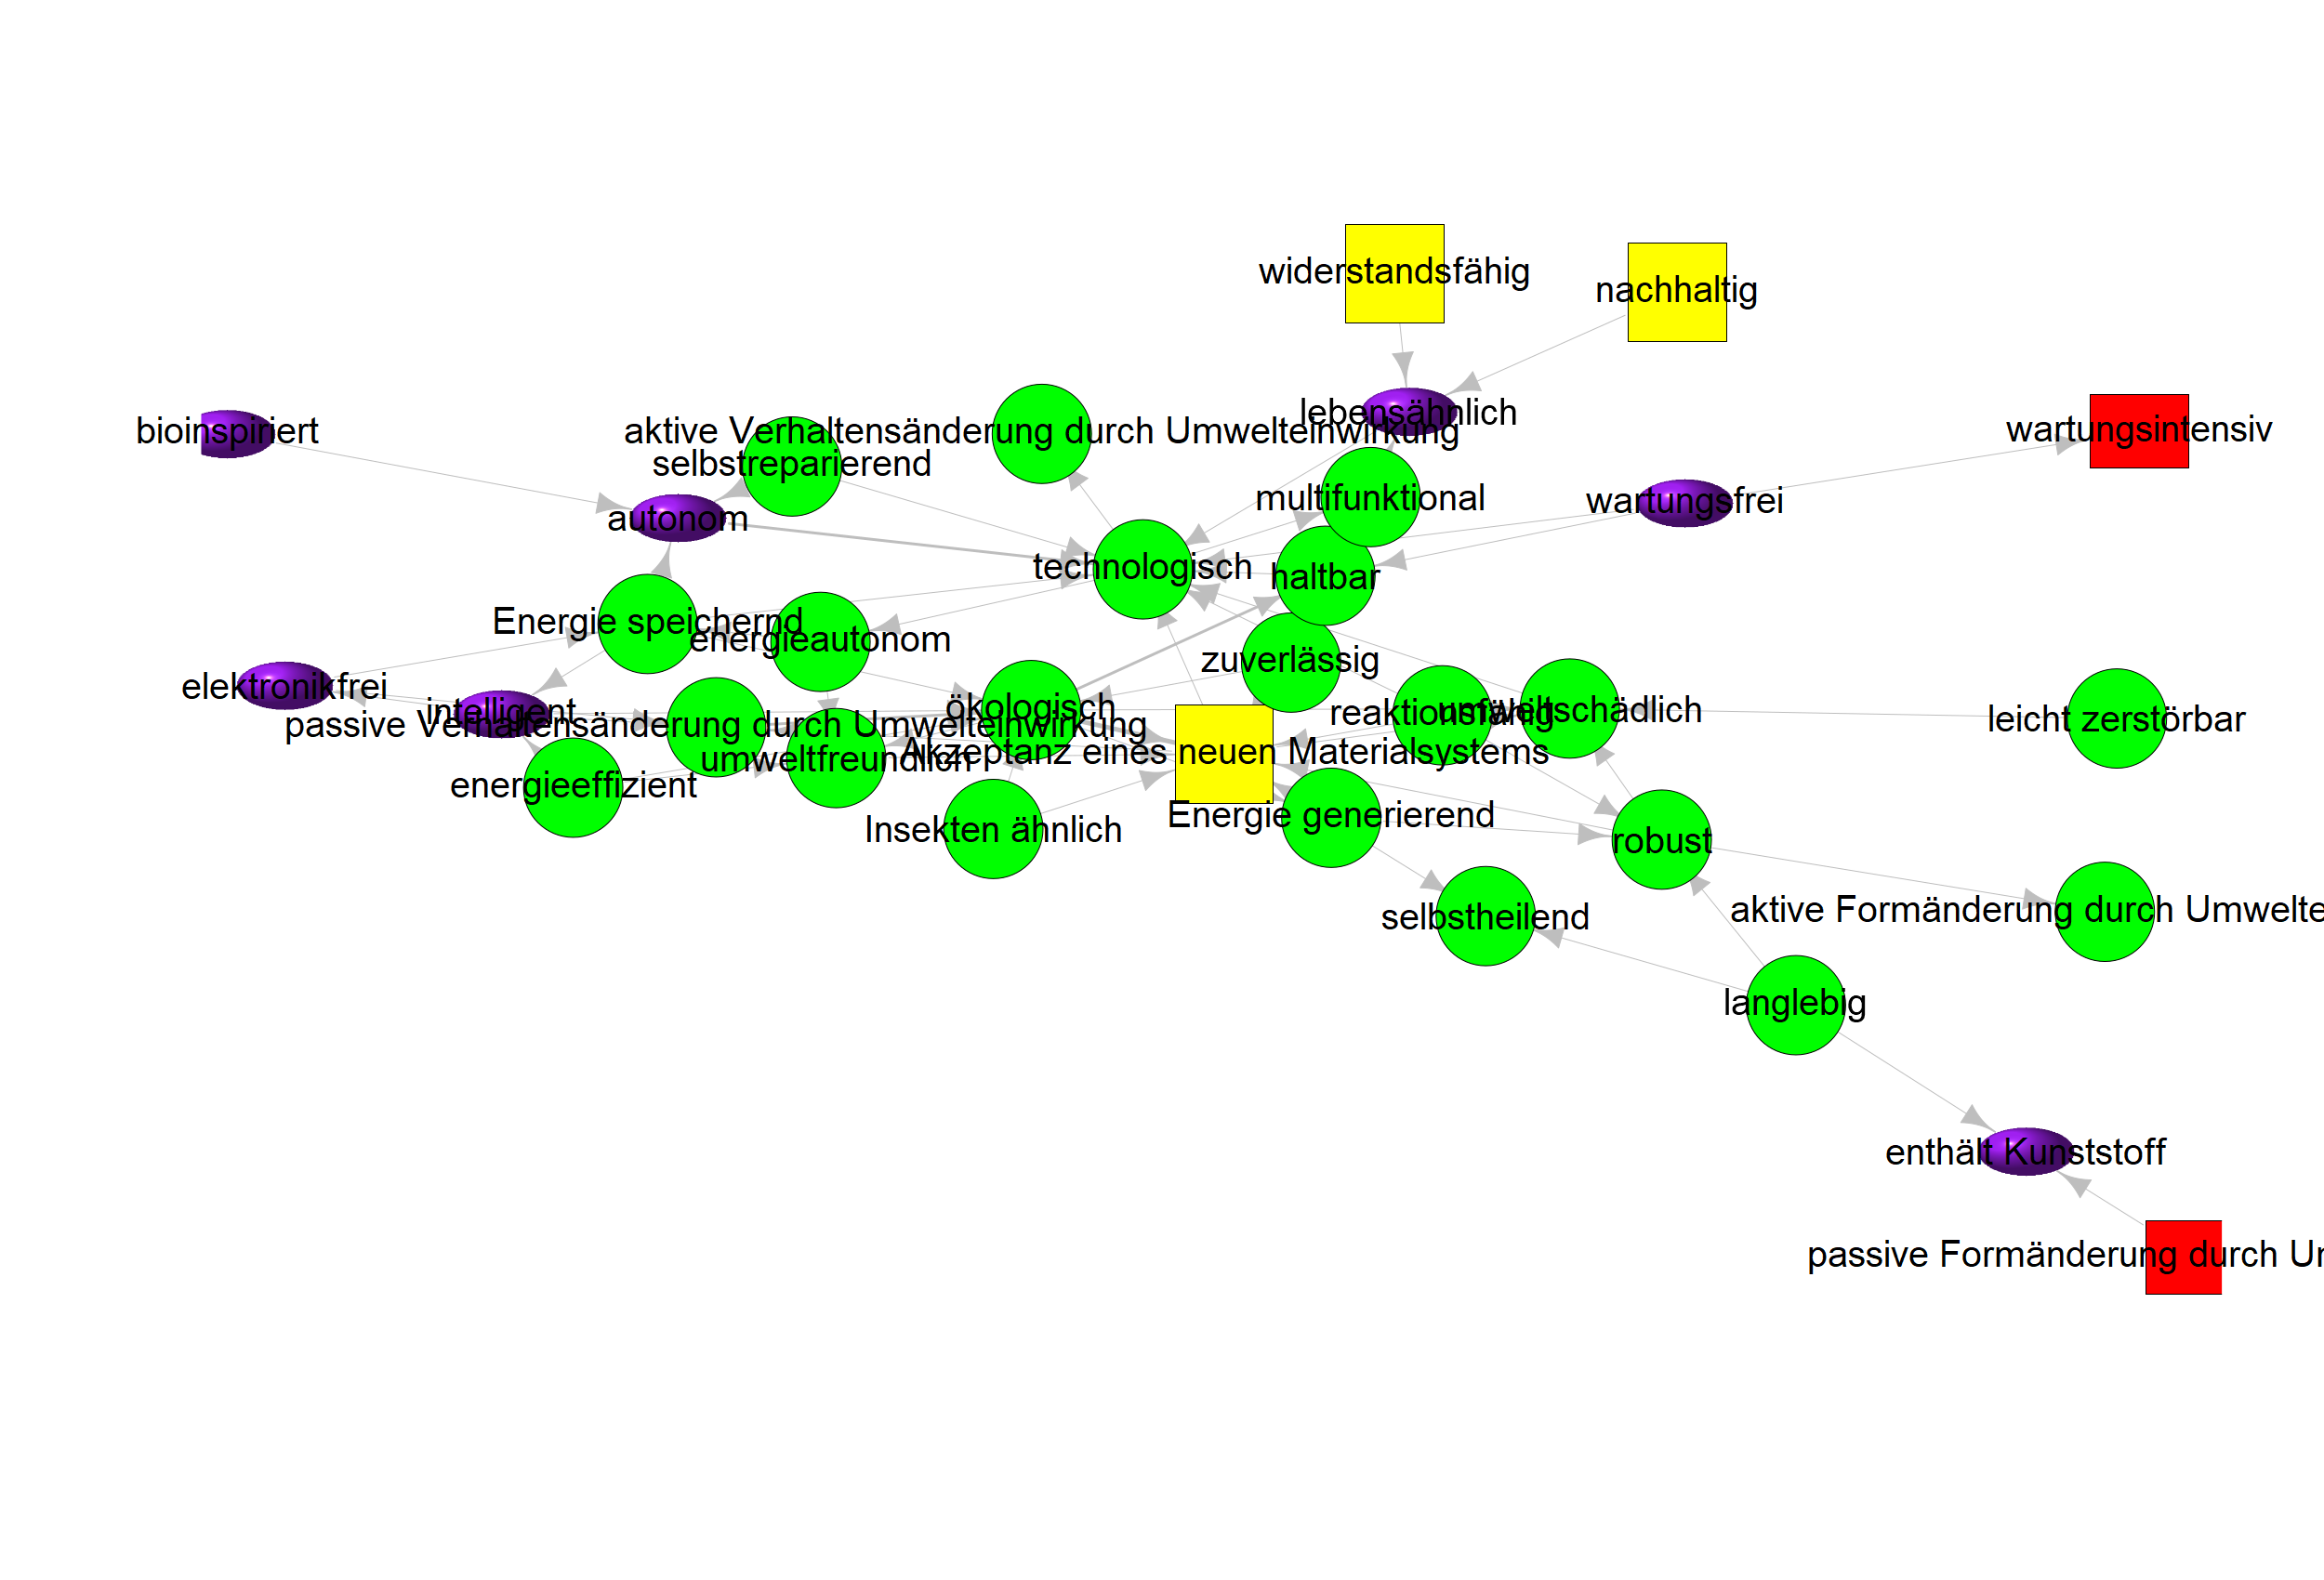 widerstandsfähig
nachhaltig
lebensähnlich
bioinspiriert
aktive Verhaltensänderung durch Umwelteinwirkung
wartungsintensiv
selbstreparierend
multifunktional
wartungsfrei
autonom
technologisch
haltbar
Energie speichernd
energieautonom
zuverlässig
elektronikfrei
intelligent
ökologisch
reaktionsfähig
umweltschädlich
leicht zerstörbar
passive Verhaltensänderung durch Umwelteinwirkung
umweltfreundlich
Akzeptanz eines neuen Materialsystems
energieeffizient
Energie generierend
Insekten ähnlich
robust
aktive Formänderung durch Umwelte
selbstheilend
langlebig
enthält Kunststoff
passive Formänderung durch Um